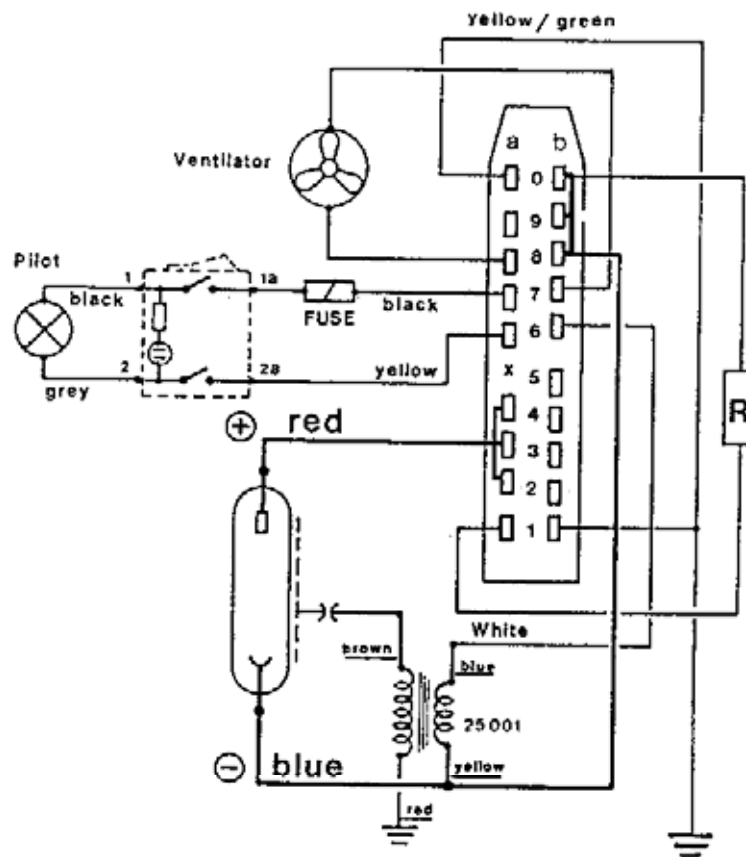 yellow / green
a b
Ventilator
0
9
8
Pilot
1 1a
black
7
black
FUSE
6
2 2a
yellow
grey
x
5
+
red
4
R
3
2
1
White
brown
blue
25001
yellow
- blue
red